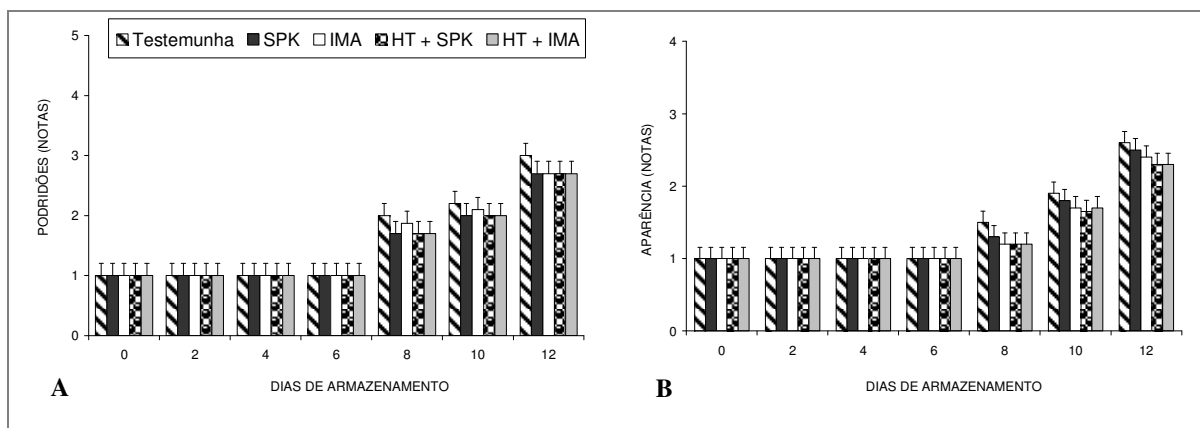 Testemunha SPK IMA HT + SPK HT + IMA
5
4
3
2
1
0
PODRIDÕES (NOTAS)
0 2 4 6 8 10 12
DIAS DE ARMAZENAMENTO
A
4
3
2
1
0
APARÊNCIA (NOTAS)
0 2 4 6 8 10 12
DIAS DE ARMAZENAMENTO
B